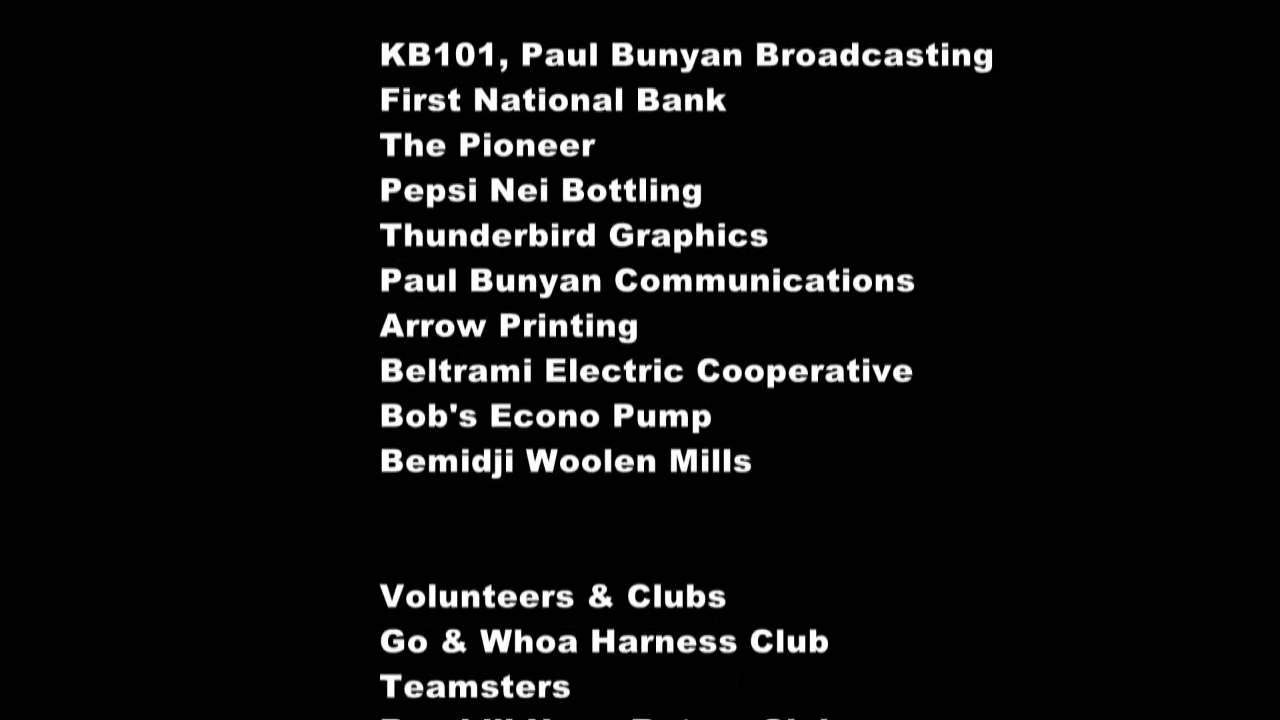 KB101, Paul Bunyan Broadcasting
First National Bank
The Pioneer
Pepsi Nei Bottling
Thunderbird Graphics
Paul Bunyan Communications
Arrow Printing
Beltrami Electric Cooperative
Bob's Econo Pump
Bemidji Woolen Mills
Volunteers & Clubs
Go & Whoa Harness Club
Teamsters